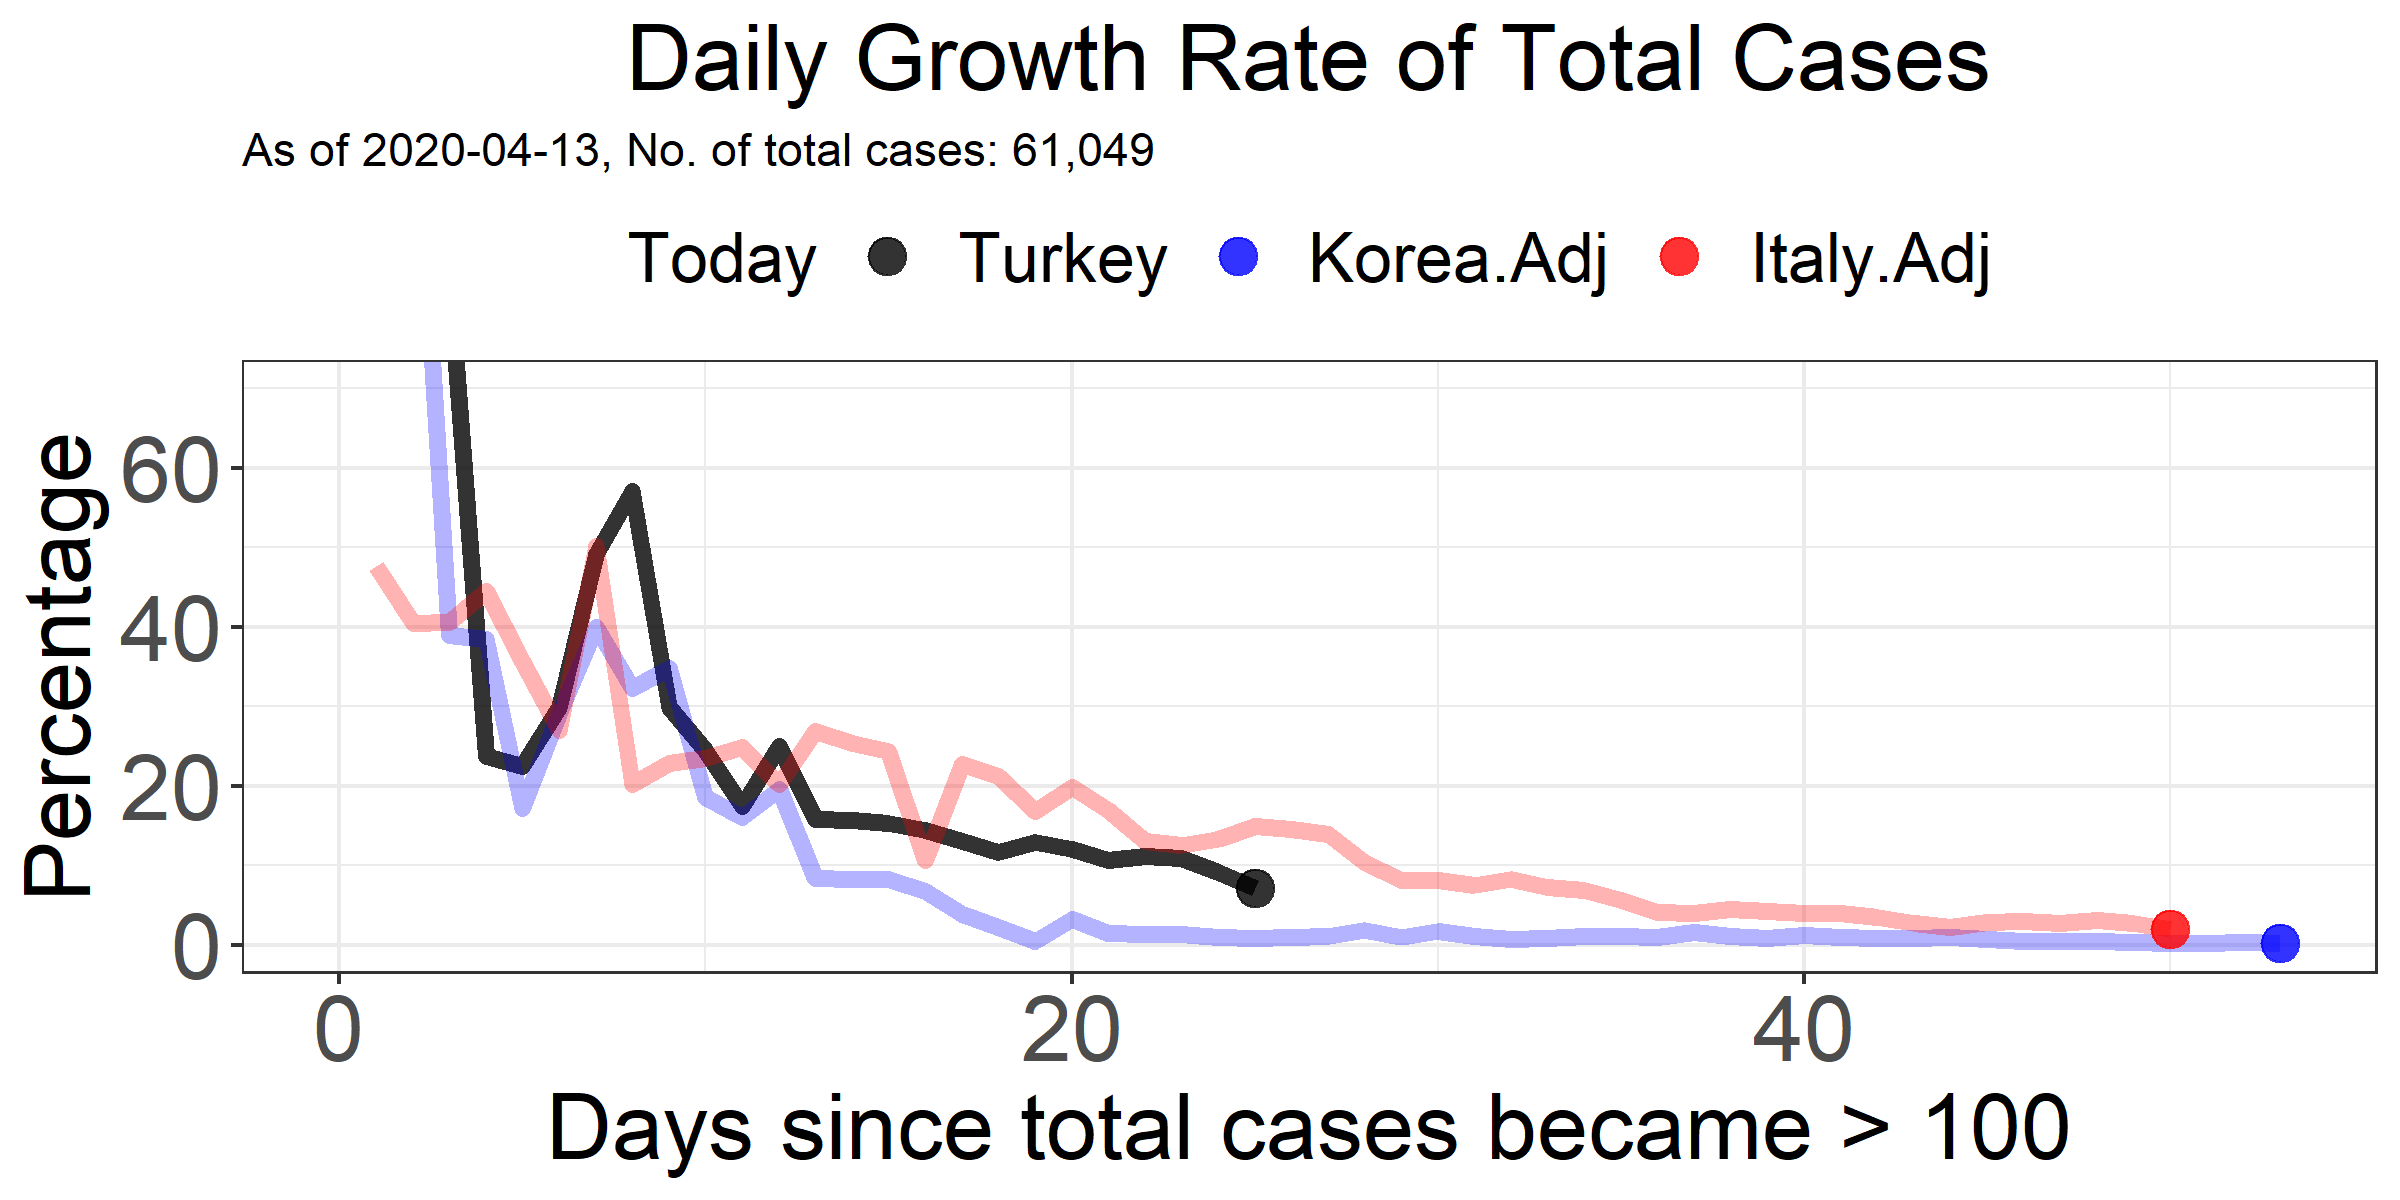 Daily Growth Rate of Total Cases
As of 2020-04-13, No. of total cases: 61,049
Today Turkey Korea.Adj Italy.Adj
Percentage
60
40
20
0
0 20 40
Days since total cases became > 100